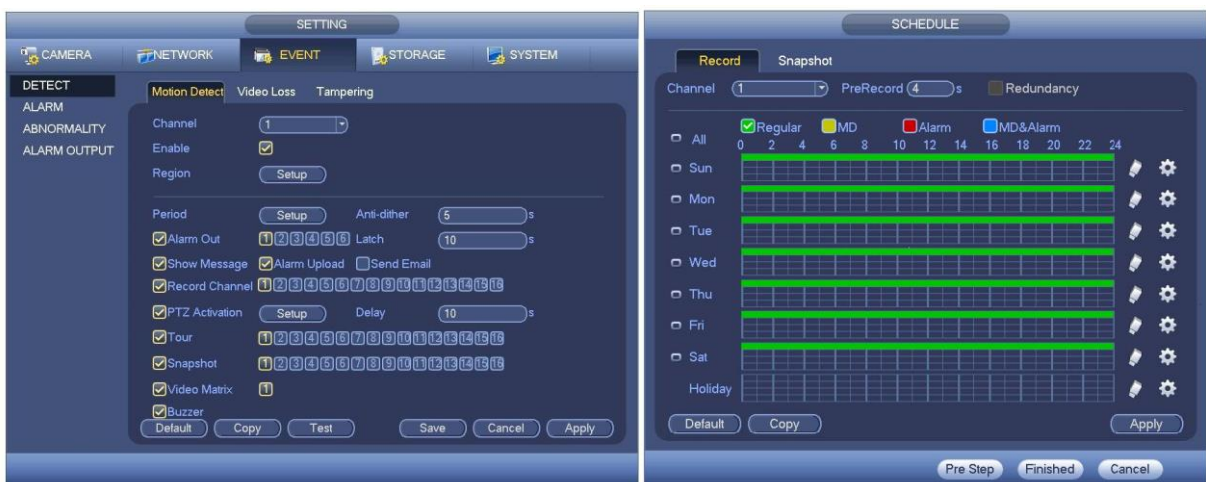 SETTING
CAMERA NETWORK EVENT STORAGE SYSTEM
DETECT
ALARM
ABNORMALITY
ALARM OUTPUT
Motion Detect Video Loss Tampering
Channel 1
Enable
Region Setup
Period Setup Anti-dither 5 s
Alarm Out 1 2 3 4 5 6 Latch 10 s
Show Message Alarm Upload Send Email
Record Channel 1 2 3 4 5 6 7 8 9 10 11 12 13 14 15 16
PTZ Activation Setup Delay 10 s
Tour 1 2 3 4 5 6 7 8 9 10 11 12 13 14 15 16
Snapshot 1 2 3 4 5 6 7 8 9 10 11 12 13 14 15 16
Video Matrix 1
Buzzer
Default Copy Test Save Cancel Apply
SCHEDULE
Record Snapshot
Channel 1 PreRecord 4 s Redundancy
All Regular MD Alarm MD&Alarm
0 2 4 6 8 10 12 14 16 18 20 22 24
Sun
Mon
Tue
Wed
Thu
Fri
Sat
Holiday
Default Copy Apply
Pre Step Finished Cancel